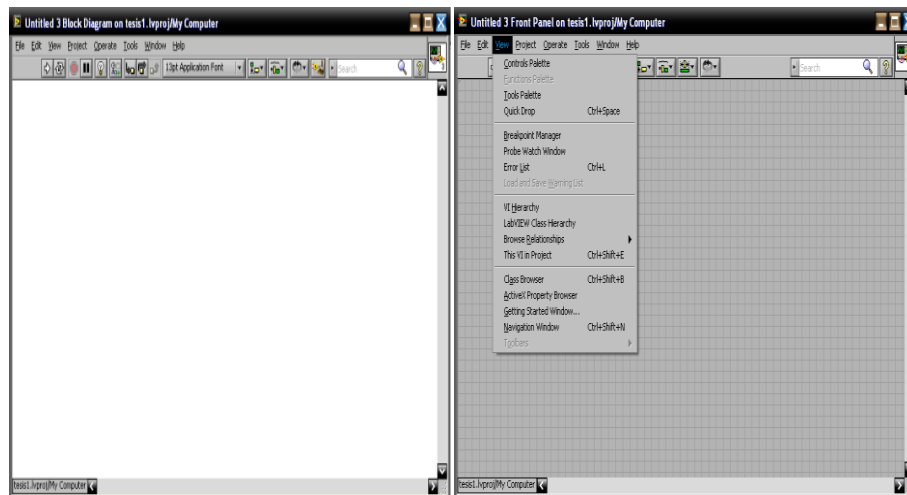 Untitled 3 Block Diagram on tesis1.lvproj/My Computer
File Edit View Project Operate Tools Window Help
13pt Application Font Search
tesis1.lvproj/My Computer
Untitled 3 Front Panel on tesis1.lvproj/My Computer
File Edit View Project Operate Tools Window Help
Search
Controls Palette
Functions Palette
Tools Palette
Quick Drop Ctrl+Space
Breakpoint Manager
Probe Watch Window
Error List Ctrl+L
Load and Save Warning List
VI Hierarchy
LabVIEW Class Hierarchy
Browse Relationships
This VI in Project Ctrl+Shift+E
Class Browser Ctrl+Shift+B
ActiveX Property Browser
Getting Started Window...
Navigation Window Ctrl+Shift+N
Toolbars
tesis1.lvproj/My Computer